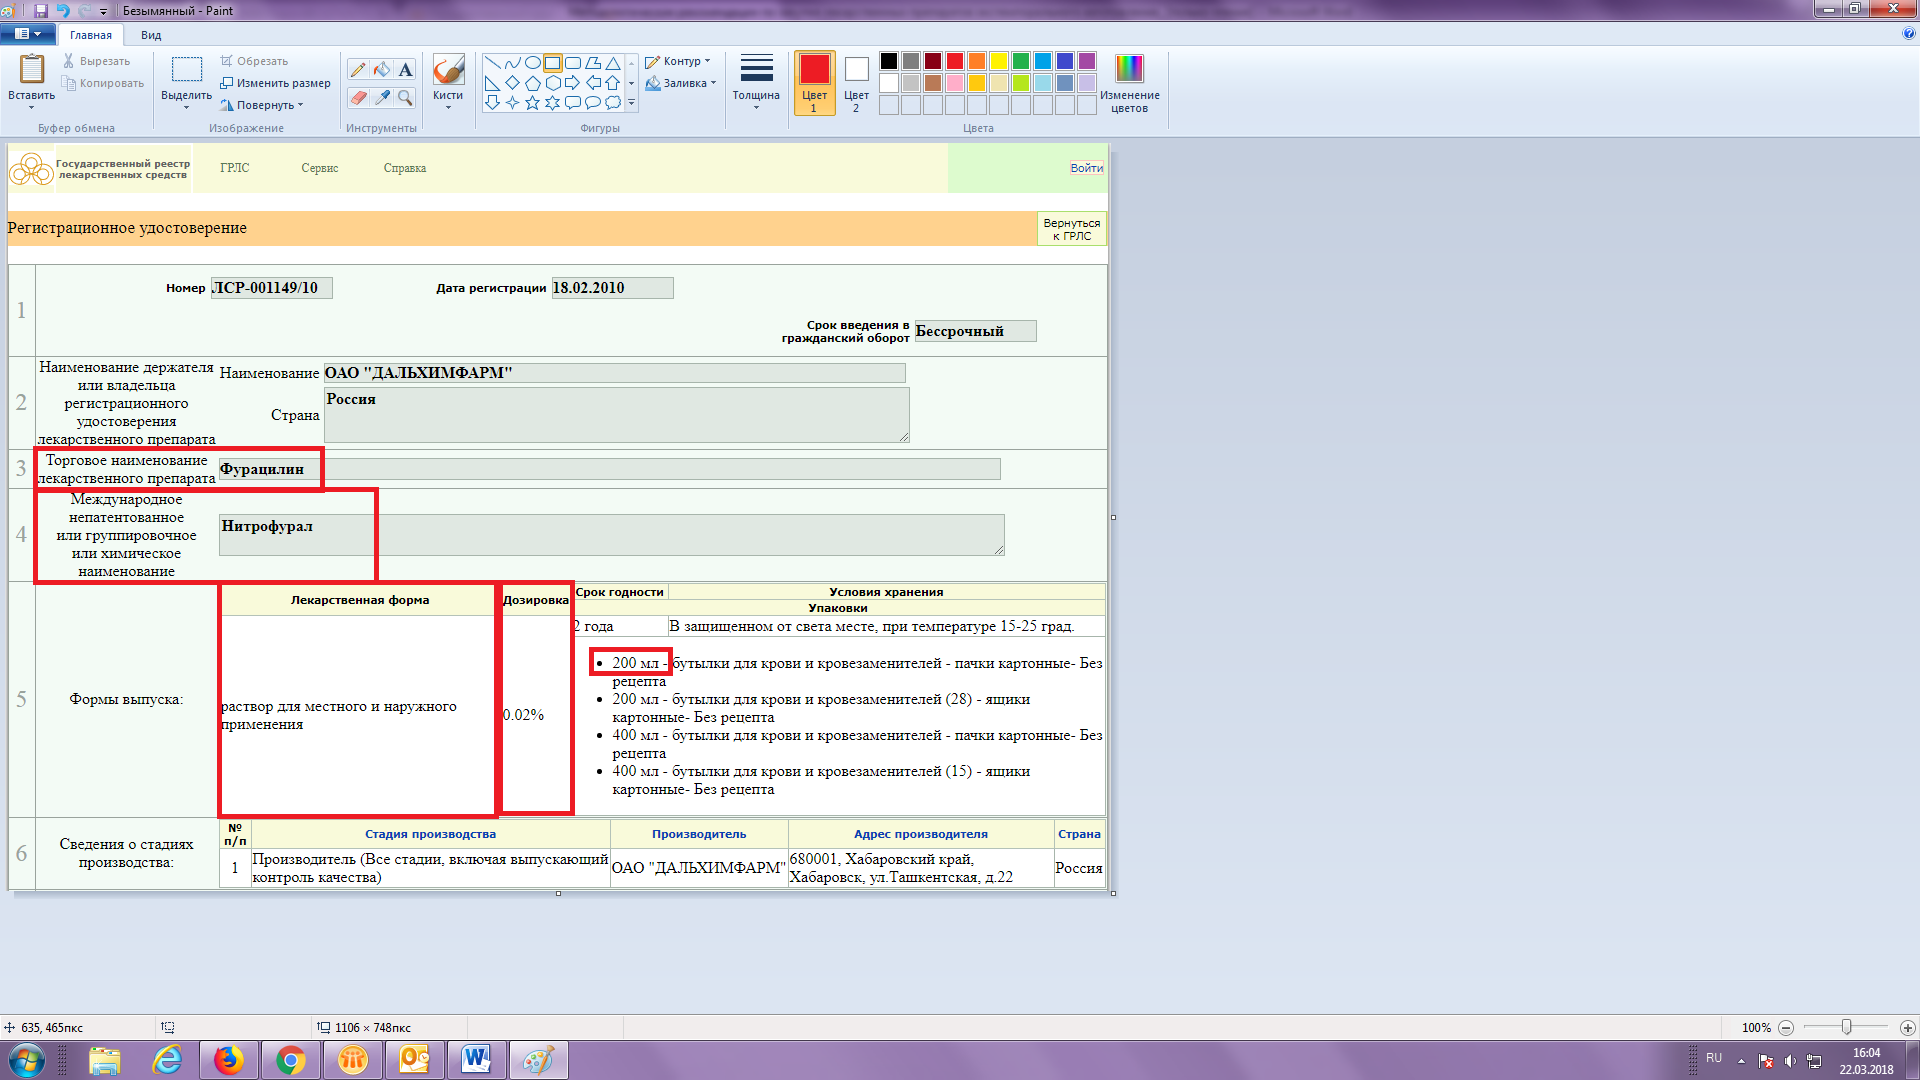 Безымянный - Paint
Главная
Вид
Вставить
Вырезать
Копировать
Буфер обмена
Выделить
Обрезать
Изменить размер
Повернуть
Изображение
Инструменты
Кисти
Контур
Заливка
Фигуры
Толщина
Цвет
1
Цвет
2
Изменение
цветов
Цвета
Государственный реестр
лекарственных средств
ГРЛС
Сервис
Справка
Войти
Регистрационное удостоверение
Вернуться
к ГРЛС
1
Номер ЛСР-001149/10
Дата регистрации 18.02.2010
Срок введения в
гражданский оборот
Бессрочный
2
Наименование держателя
или владельца
регистрационного
удостоверения
лекарственного препарата
Наименование ОАО "ДАЛЬХИМФАРМ"
Страна
Россия
3
Торговое наименование
лекарственного препарата
Фурацилин
4
Международное
непатентованное
или группировочное
или химическое
наименование
Нитрофурал
5
Формы выпуска:
Лекарственная форма
Дозировка
Срок годности
Условия хранения
Упаковки
раствор для местного и наружного
применения
0.02%
2 года
В защищенном от света месте, при температуре 15-25 град.
200 мл - бутылки для крови и кровезаменителей - пачки картонные- Без
рецепта
200 мл - бутылки для крови и кровезаменителей (28) - ящики
картонные- Без рецепта
400 мл - бутылки для крови и кровезаменителей - пачки картонные- Без
рецепта
400 мл - бутылки для крови и кровезаменителей (15) - ящики
картонные- Без рецепта
6
Сведения о стадиях
производства:
№
п/п
Стадия производства
Производитель
Адрес производителя
Страна
1
Производитель (Все стадии, включая выпускающий
контроль качества)
ОАО "ДАЛЬХИМФАРМ"
680001, Хабаровский край,
Хабаровск, ул.Ташкентская, д.22
Россия
635, 465пкс
1106 × 748пкс
100%
RU
16:04
22.03.2018